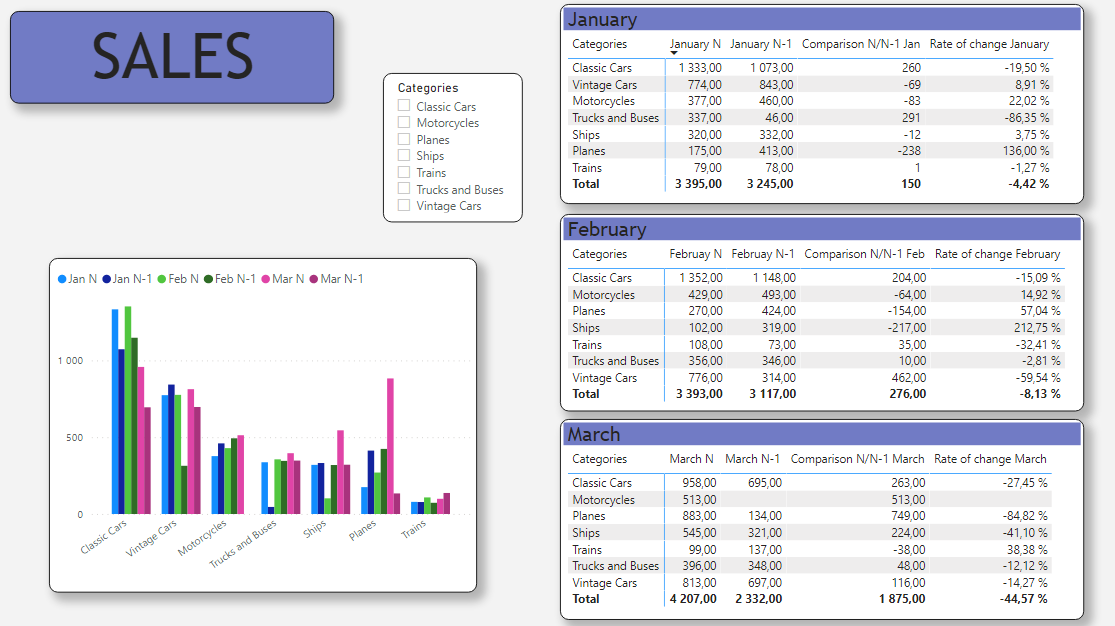 SALES
Categories
Classic Cars
Motorcycles
Planes
Ships
Trains
Trucks and Buses
Vintage Cars
Jan N Jan N-1 Feb N Feb N-1 Mar N Mar N-1
1 000
500
0
Classic Cars
Vintage Cars
Motorcycles
Trucks and Buses
Ships
Planes
Trains
January
Categories January N January N-1 Comparison N/N-1 Jan Rate of change January
Classic Cars 1 333,00 1 073,00 260 -19,50 %
Vintage Cars 774,00 843,00 -69 8,91 %
Motorcycles 377,00 460,00 -83 22,02 %
Trucks and Buses 337,00 46,00 291 -86,35 %
Ships 320,00 332,00 -12 3,75 %
Planes 175,00 413,00 -238 136,00 %
Trains 79,00 78,00 1 -1,27 %
Total 3 395,00 3 245,00 150 -4,42 %
February
Categories Februay N February N-1 Comparison N/N-1 Feb Rate of change February
Classic Cars 1 352,00 1 148,00 204,00 -15,09 %
Motorcycles 429,00 493,00 -64,00 14,92 %
Planes 270,00 424,00 -154,00 57,04 %
Ships 102,00 319,00 -217,00 212,75 %
Trains 108,00 73,00 35,00 -32,41 %
Trucks and Buses 356,00 346,00 10,00 -2,81 %
Vintage Cars 776,00 314,00 462,00 -59,54 %
Total 3 393,00 3 117,00 276,00 -8,13 %
March
Categories March N March N-1 Comparison N/N-1 March Rate of change March
Classic Cars 958,00 695,00 263,00 -27,45 %
Motorcycles 513,00 513,00
Planes 883,00 134,00 749,00 -84,82 %
Ships 545,00 321,00 224,00 -41,10 %
Trains 99,00 137,00 -38,00 38,38 %
Trucks and Buses 396,00 348,00 48,00 -12,12 %
Vintage Cars 813,00 697,00 116,00 -14,27 %
Total 4 207,00 2 332,00 1 875,00 -44,57 %